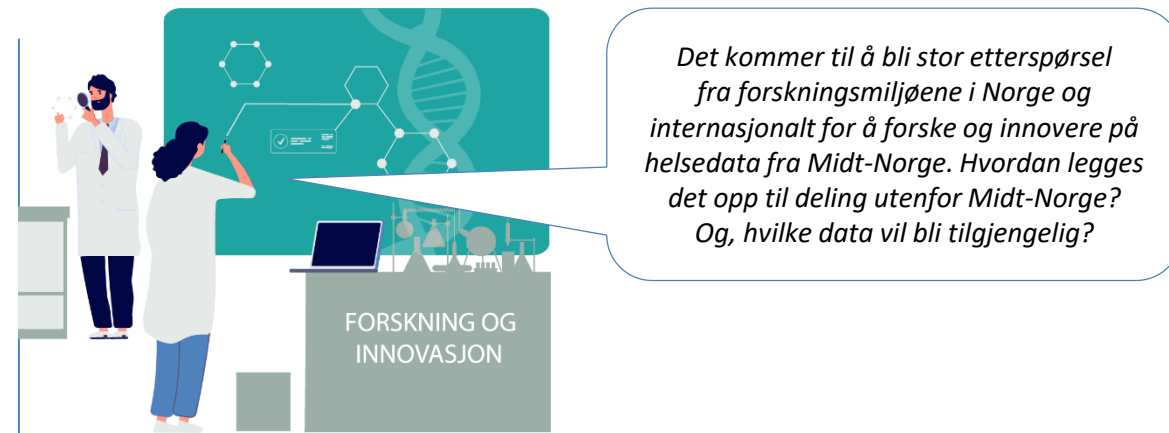 Det kommer til å bli stor etterspørsel
fra forskningsmiljøene i Norge og
internasjonalt for å forske og innovere på
helsedata fra Midt-Norge. Hvordan legges
det opp til deling utenfor Midt-Norge?
Og, hvilke data vil bli tilgjengelig?
FORSKNING OG
INNOVASJON